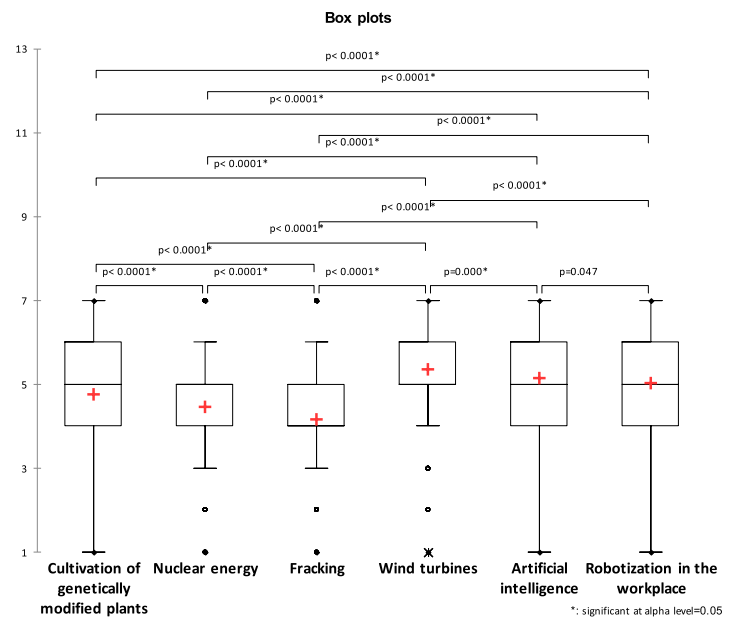 Box plots
13
p< 0.0001*
p< 0.0001*
p< 0.0001*
p< 0.0001*
11
p< 0.0001*
p< 0.0001*
p< 0.0001*
p< 0.0001*
9
p< 0.0001*
p< 0.0001*
p< 0.0001*
p< 0.0001*
p< 0.0001*
p=0.000*
p=0.047
7
5
3
1
Cultivation of genetically modified plants
Nuclear energy
Fracking
Wind turbines
Artificial intelligence
Robotization in the workplace
*: significant at alpha level=0.05